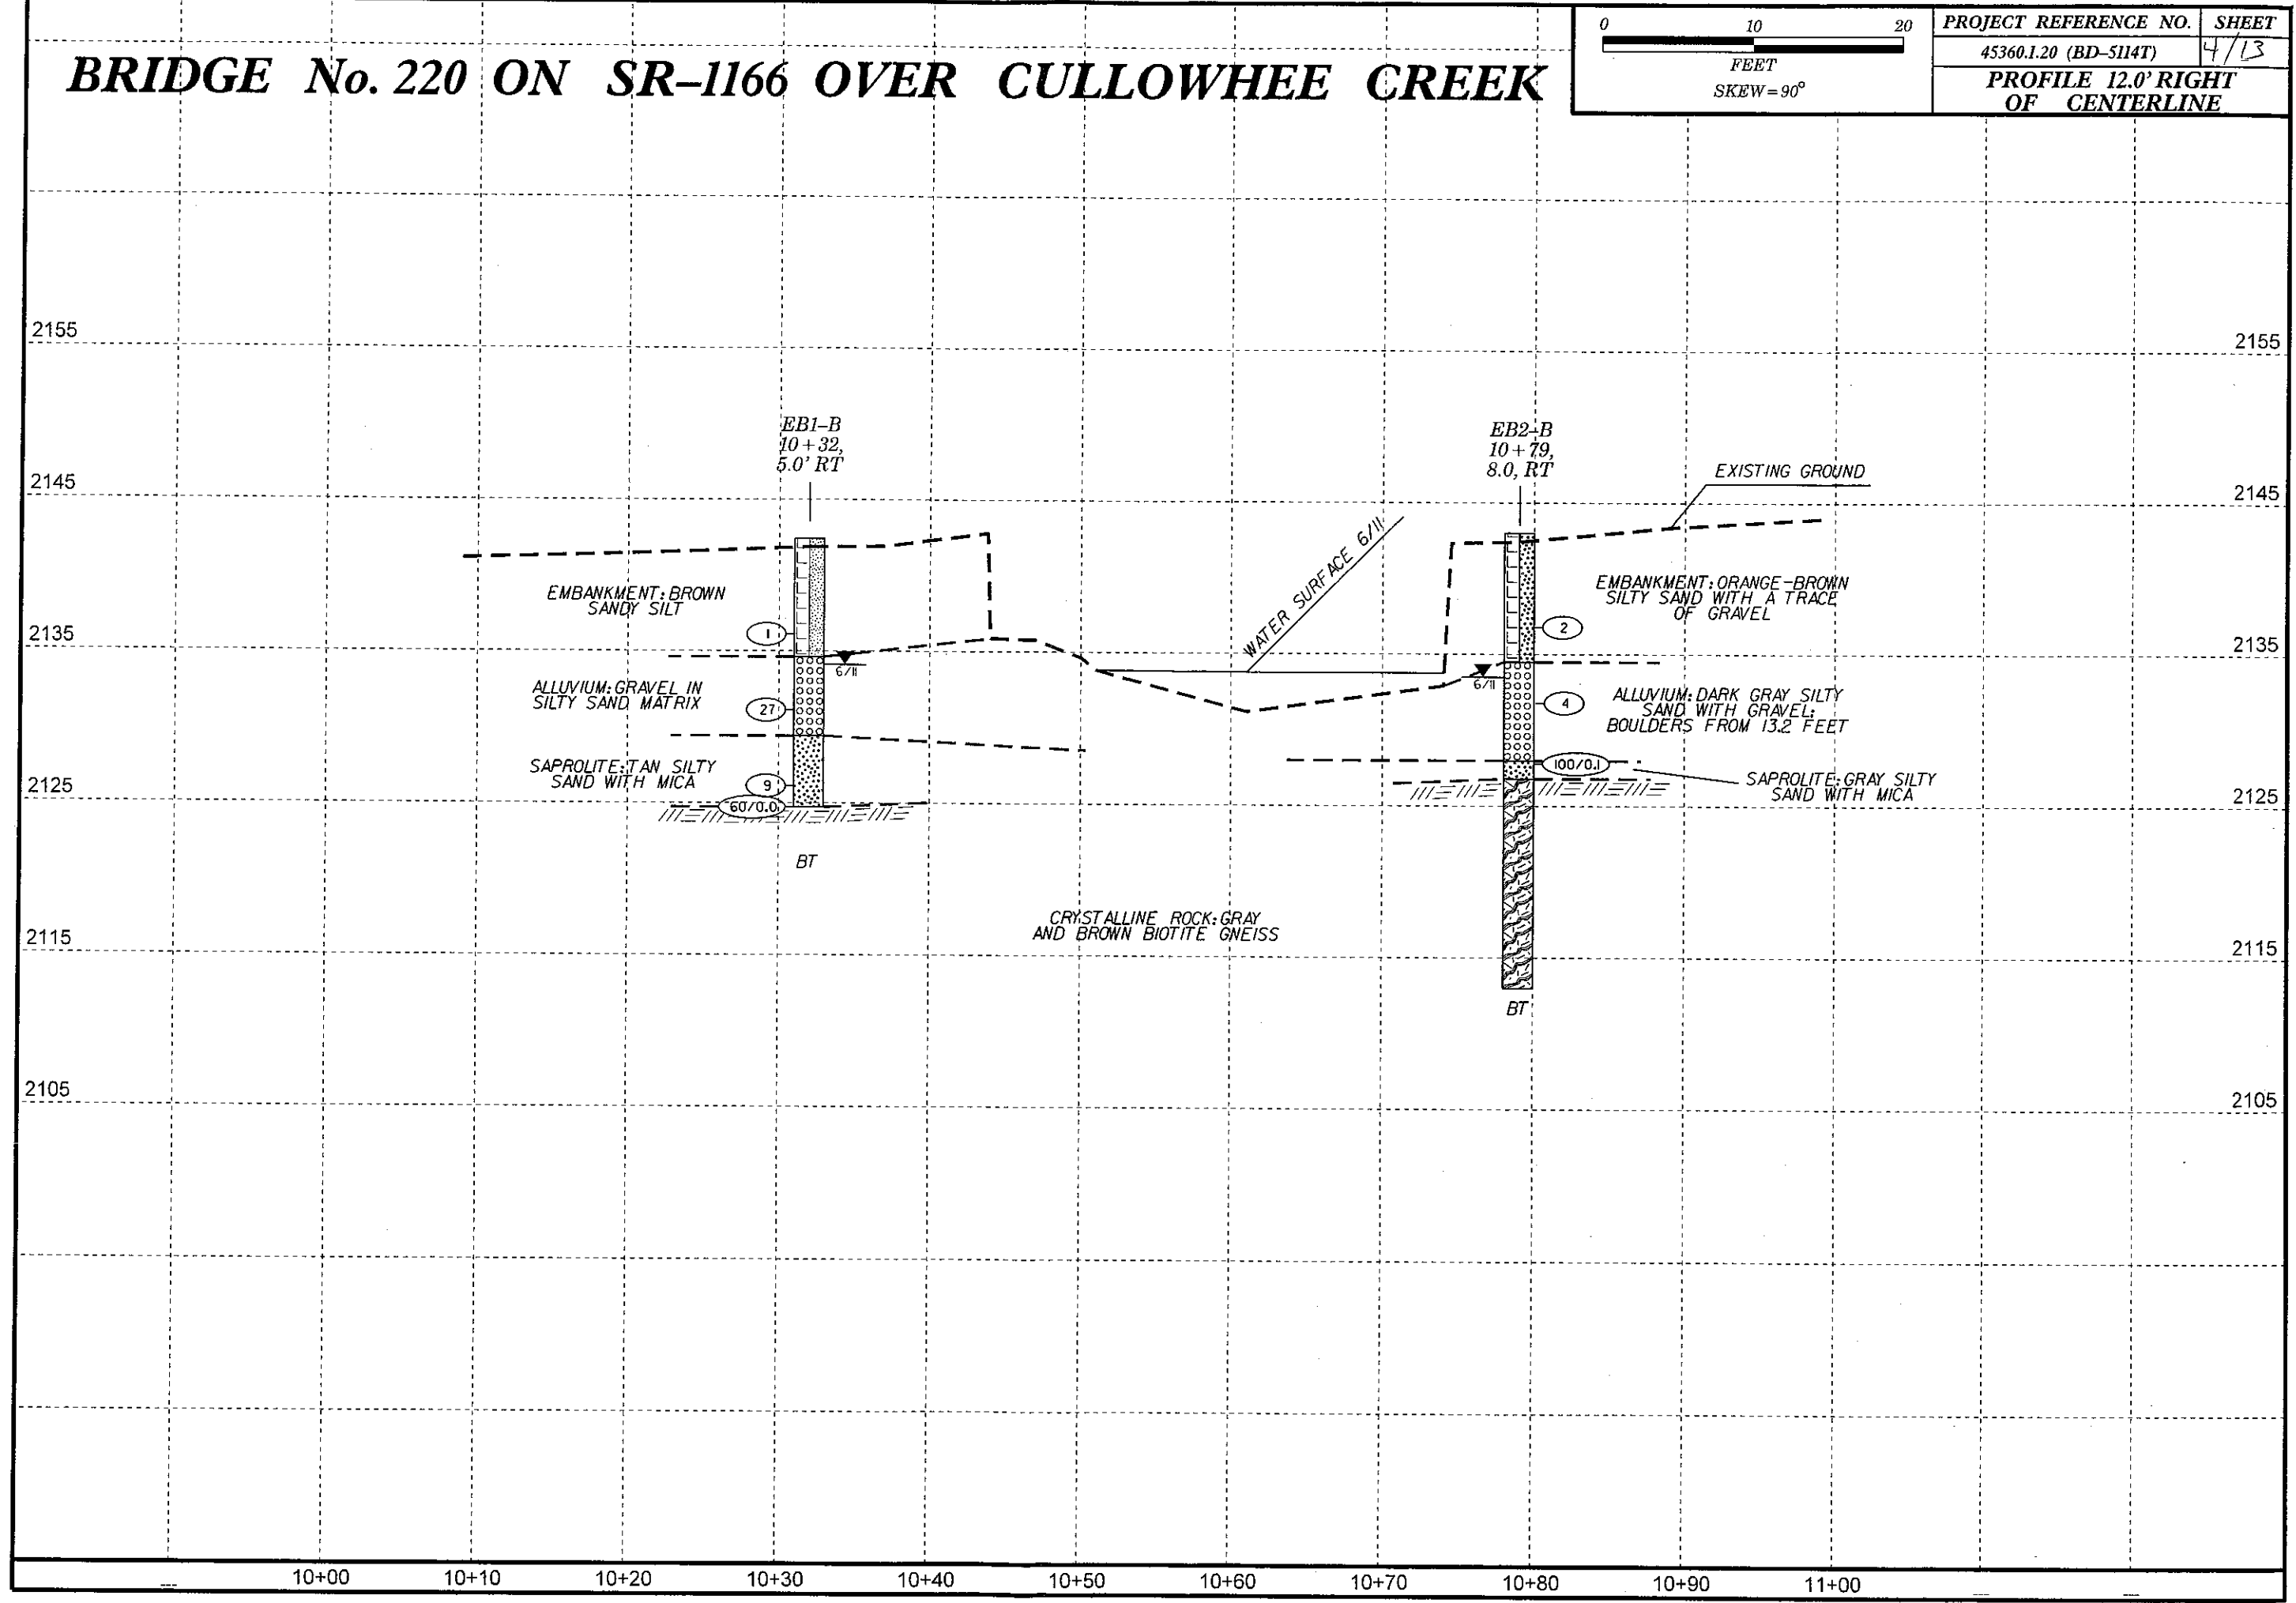 BRIDGE No. 220 ON SR–1166 OVER CULLOWHEE CREEK
0 10 20
FEET
SKEW=90°
PROJECT REFERENCE NO. SHEET
45360.1.20 (BD–5114T) 4/13
PROFILE 12.0' RIGHT
OF CENTERLINE
2155 2155
EB1–B
10+32,
5.0' RT
EB2–B
10+79,
8.0, RT
EXISTING GROUND
2145 2145
WATER SURFACE 6/11
EMBANKMENT: BROWN
SANDY SILT
EMBANKMENT: ORANGE-BROWN
SILTY SAND WITH A TRACE
OF GRAVEL
1
2
2135 2135
6/11
6/11
ALLUVIUM: GRAVEL IN
SILTY SAND MATRIX
27
4
ALLUVIUM: DARK GRAY SILTY
SAND WITH GRAVEL;
BOULDERS FROM 13.2 FEET
SAPROLITE: TAN SILTY
SAND WITH MICA
9
100/0.1
SAPROLITE: GRAY SILTY
SAND WITH MICA
2125 2125
60/0.0
BT
CRYSTALLINE ROCK: GRAY
AND BROWN BIOTITE GNEISS
2115 2115
BT
2105 2105
10+00 10+10 10+20 10+30 10+40 10+50 10+60 10+70 10+80 10+90 11+00